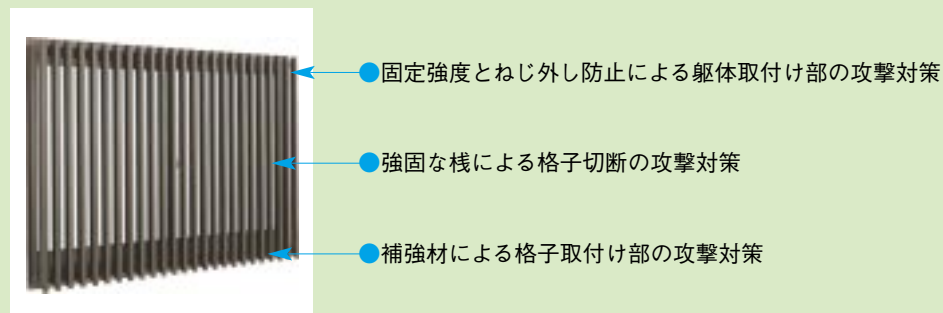 ●固定強度とねじ外し防止による躯体取付け部の攻撃対策
●強固な桟による格子切断の攻撃対策
●補強材による格子取付け部の攻撃対策